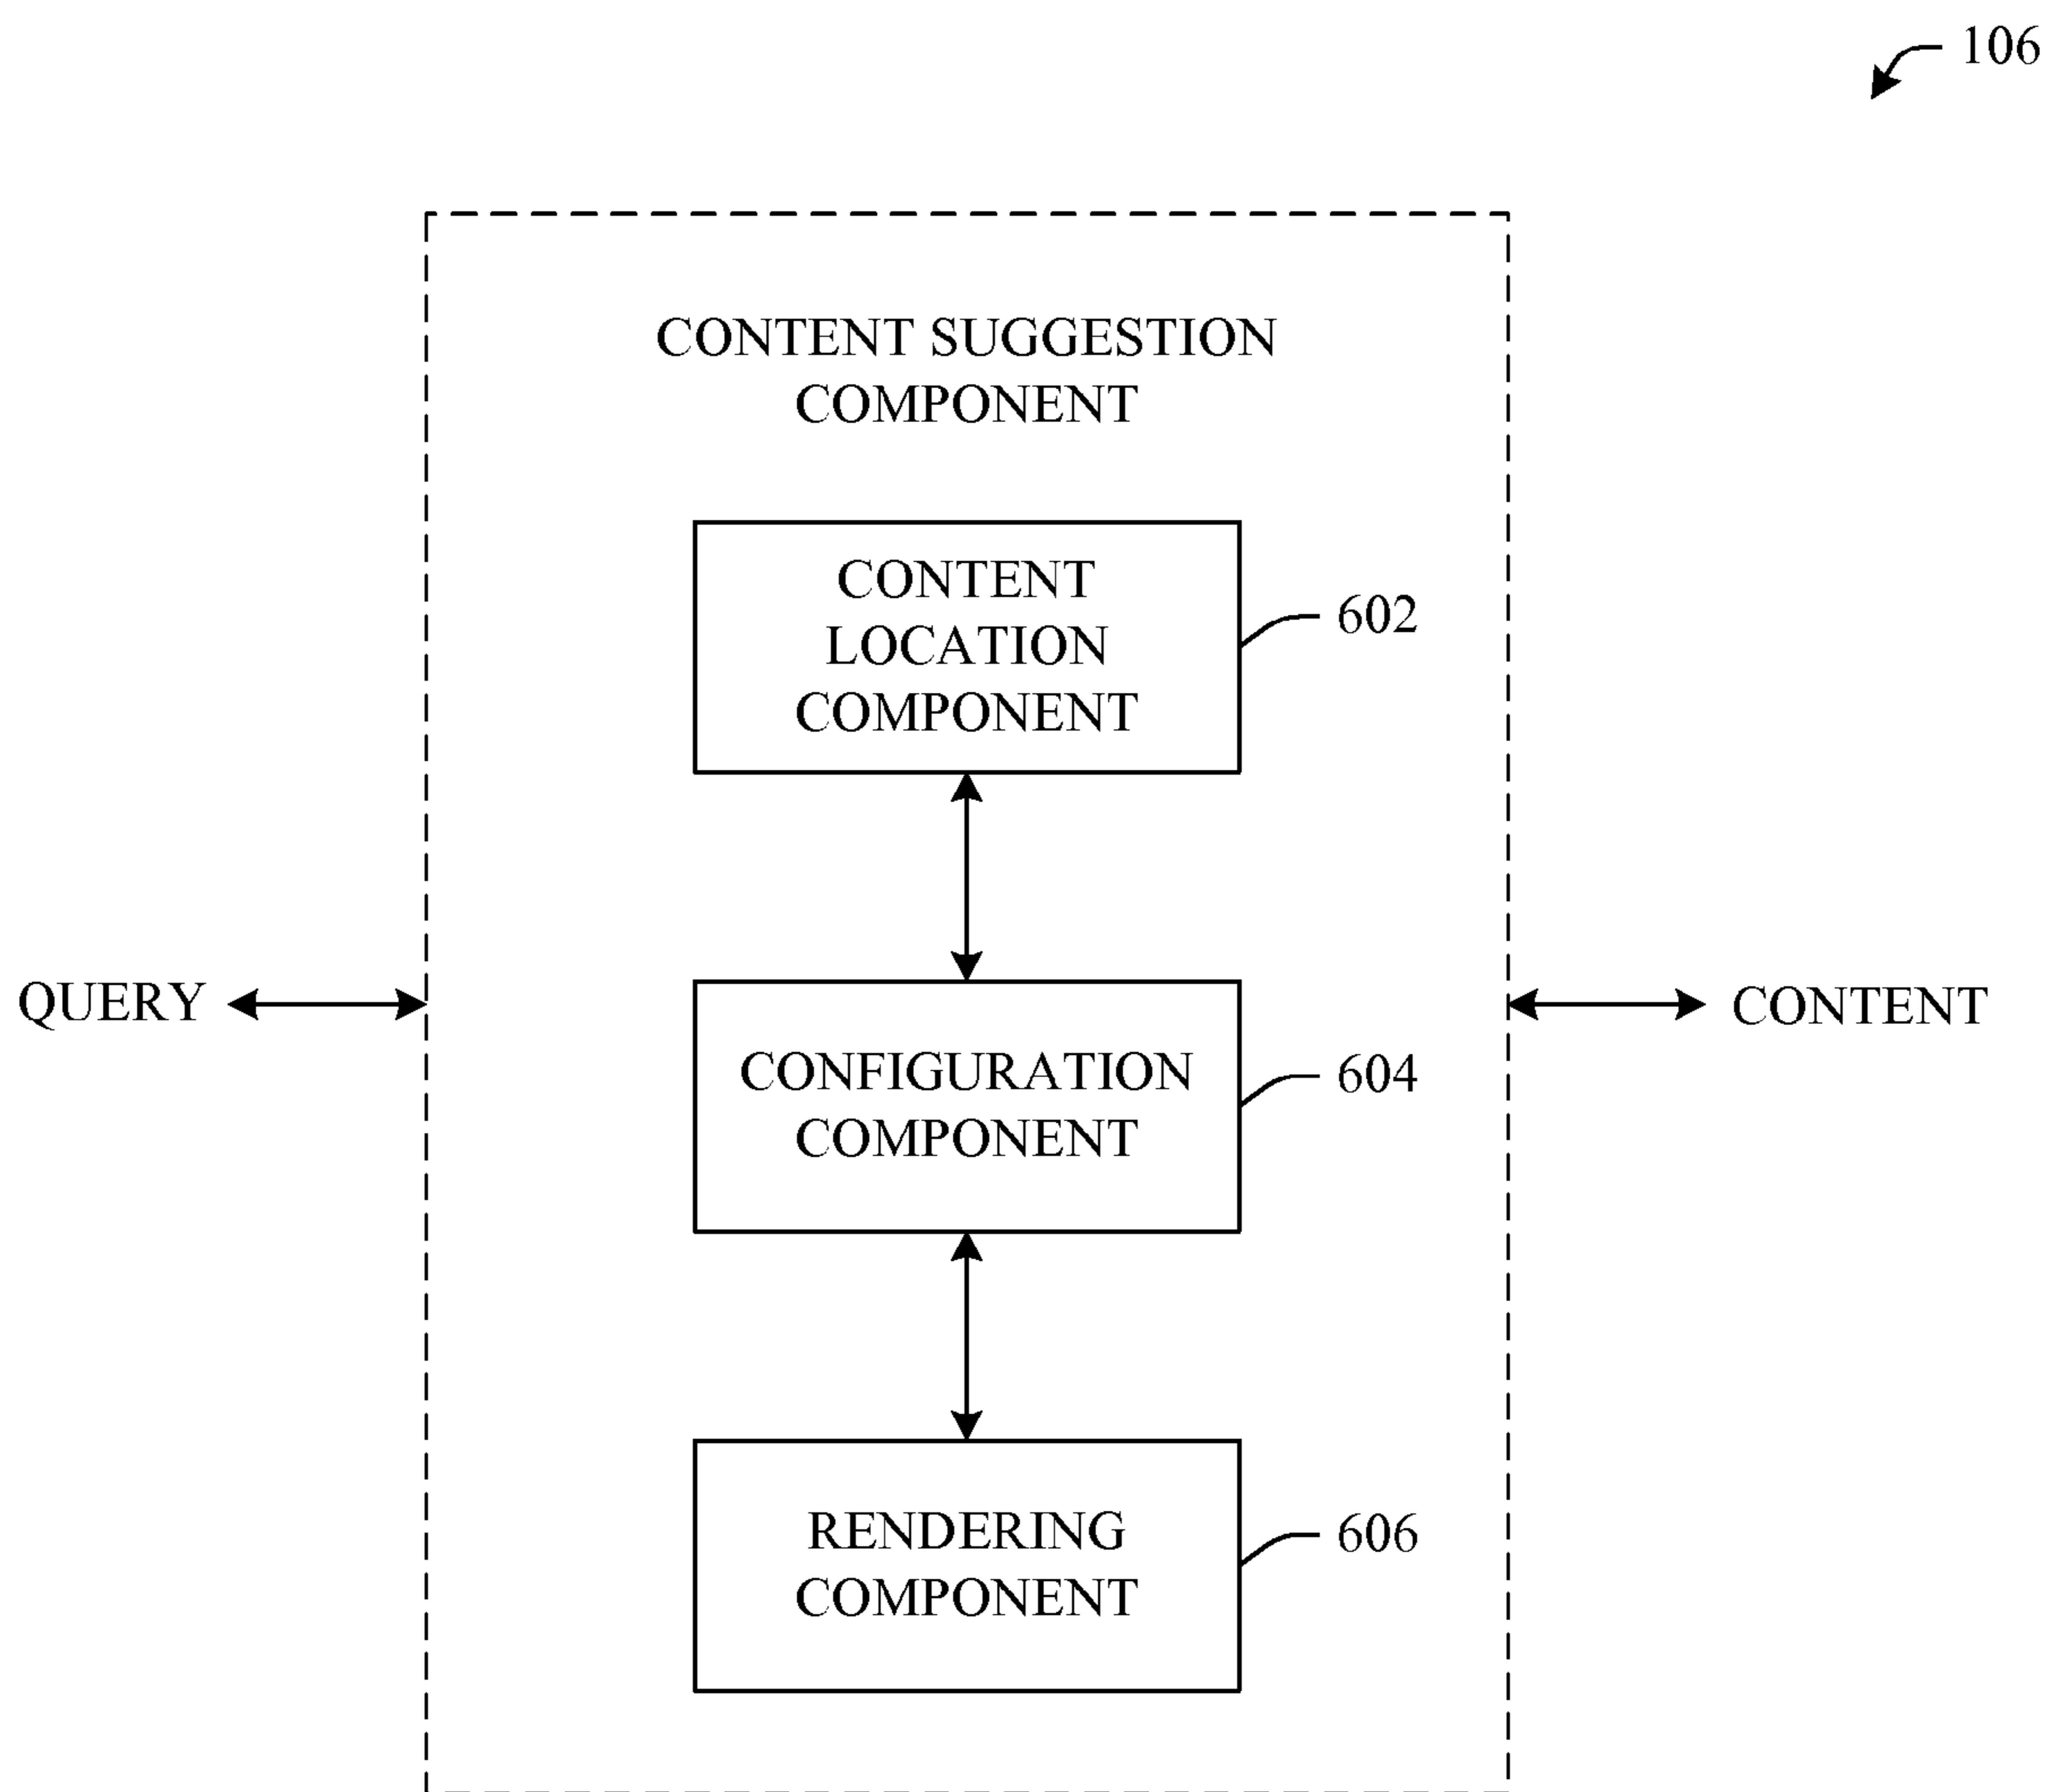 106
CONTENT SUGGESTION
COMPONENT
CONTENT
LOCATION
COMPONENT
602
QUERY
CONFIGURATION
COMPONENT
604
CONTENT
RENDERING
COMPONENT
606